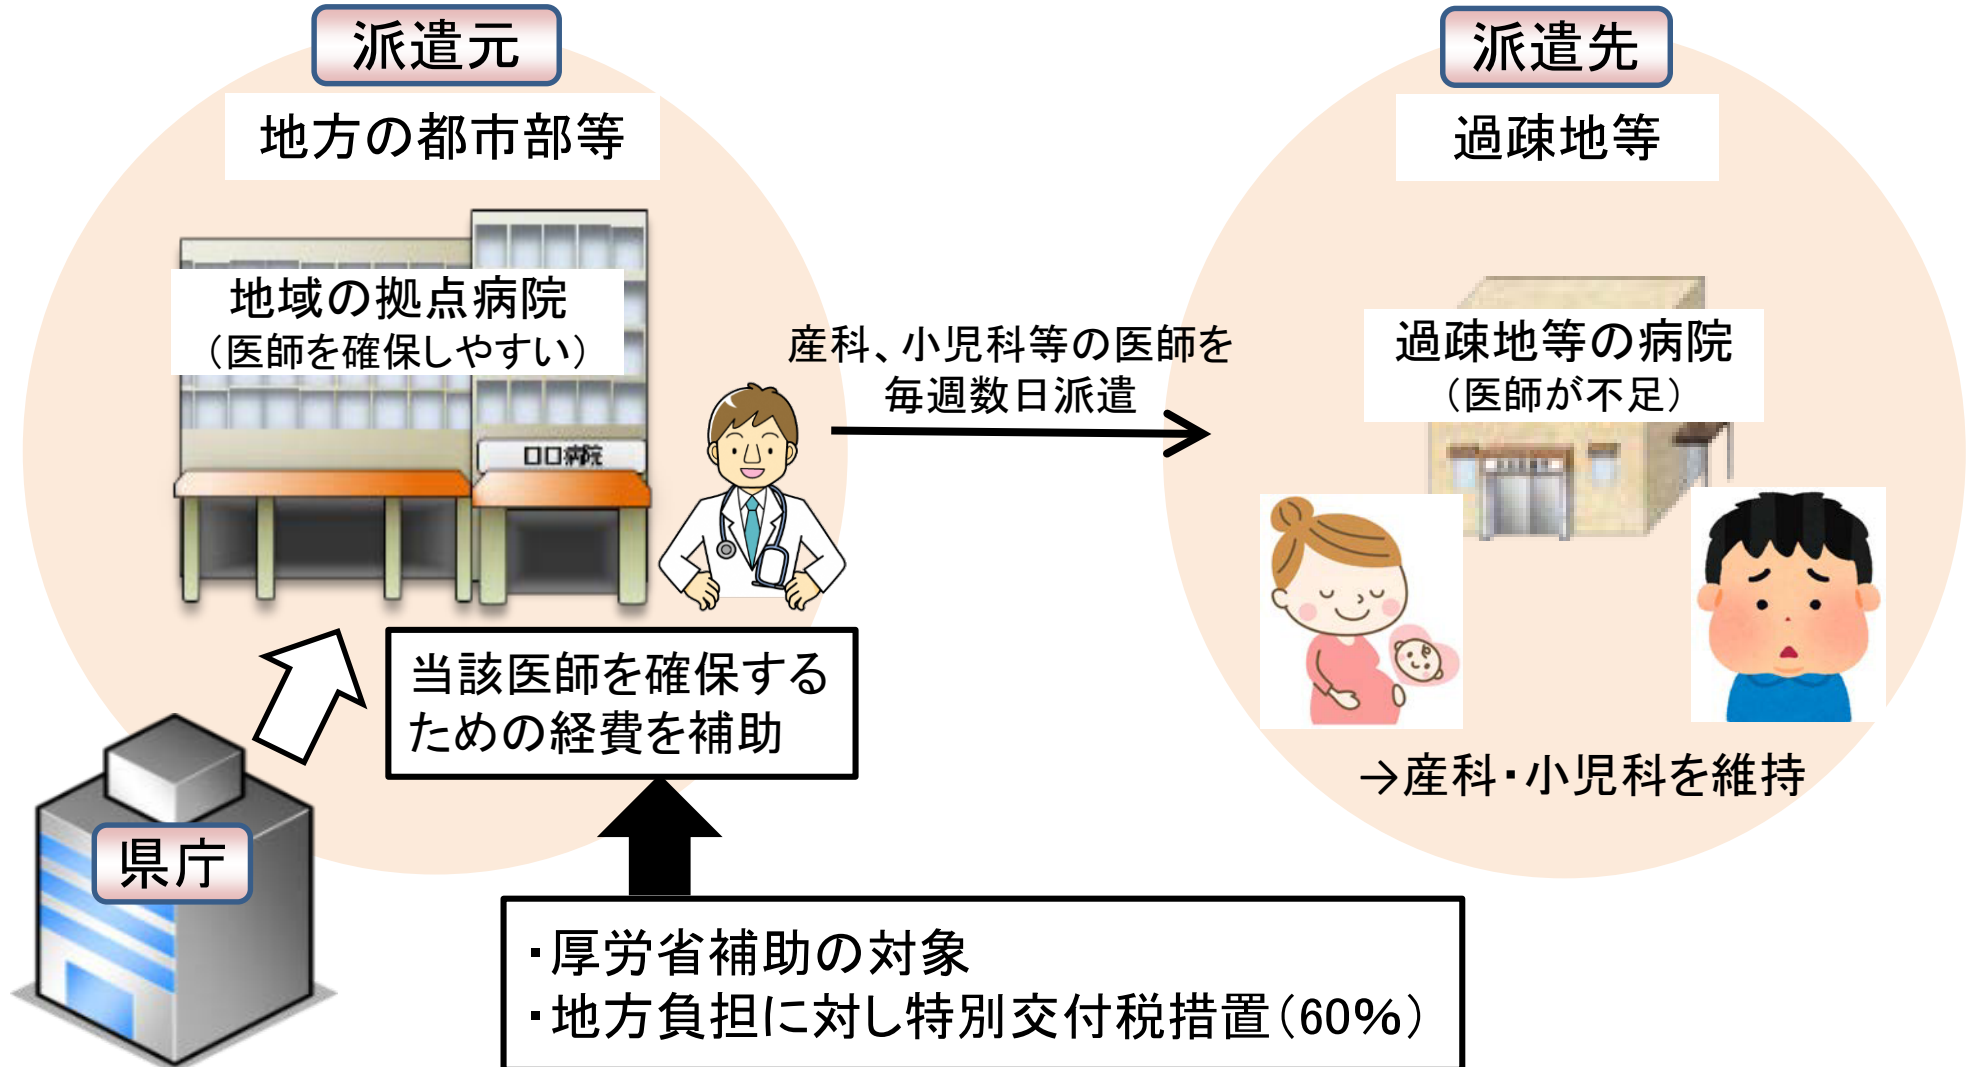 派遣元
地方の都市部等
地域の拠点病院
（医師を確保しやすい）
口口病院
産科、小児科等の医師を
毎週数日派遣
派遣先
過疎地等
過疎地等の病院
（医師が不足）
→産科・小児科を維持
当該医師を確保する
ための経費を補助
県庁
・厚労省補助の対象
・地方負担に対し特別交付税措置（60％）